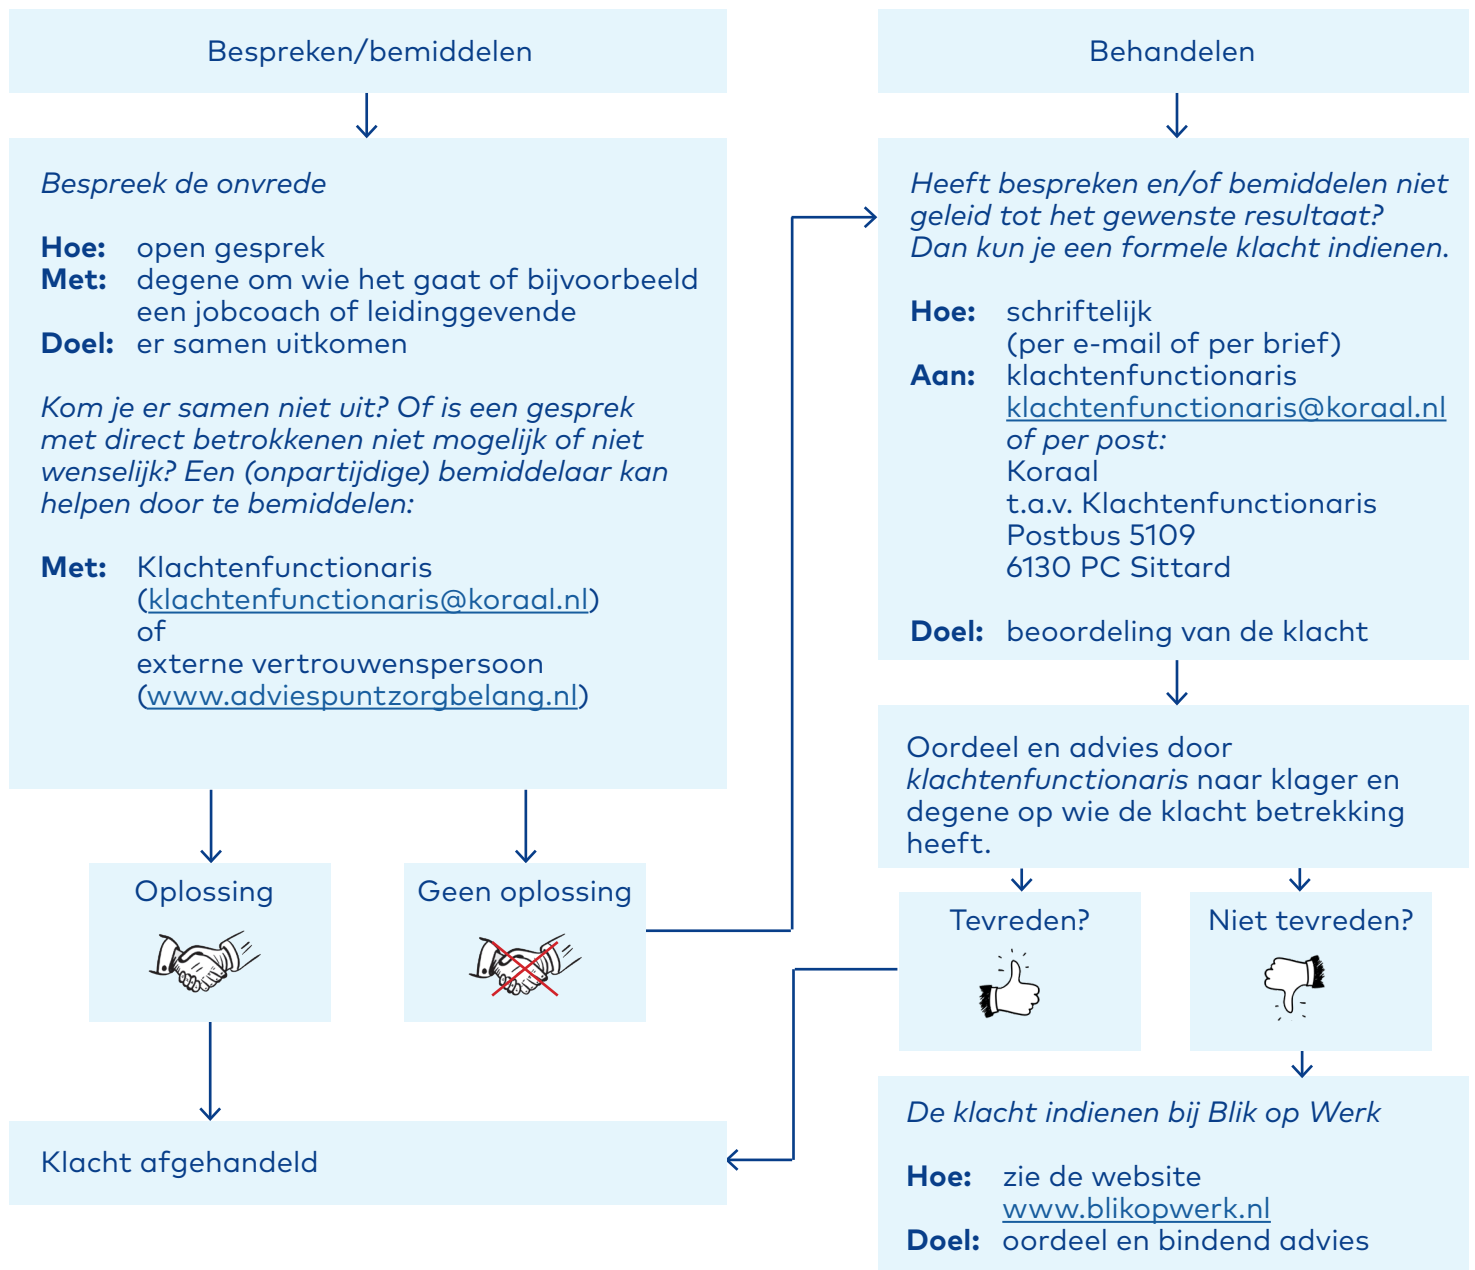 Bespreken/bemiddelen
Bespreek de onvrede
Hoe: open gesprek
Met: degene om wie het gaat of bijvoorbeeld
een jobcoach of leidinggevende
Doel: er samen uitkomen
Kom je er samen niet uit? Of is een gesprek
met direct betrokkenen niet mogelijk of niet
wenselijk? Een (onpartijdige) bemiddelaar kan
helpen door te bemiddelen:
Met: Klachtenfunctionaris
(klachtenfunctionaris@koraal.nl)
of
externe vertrouwenspersoon
(www.adviespuntzorgbelang.nl)
Oplossing
Geen oplossing
Klacht afgehandeld
Behandelen
Heeft bespreken en/of bemiddelen niet
geleid tot het gewenste resultaat?
Dan kun je een formele klacht indienen.
Hoe: schriftelijk
(per e-mail of per brief)
Aan: klachtenfunctionaris
klachtenfunctionaris@koraal.nl
of per post:
Koraal
t.a.v. Klachtenfunctionaris
Postbus 5109
6130 PC Sittard
Doel: beoordeling van de klacht
Oordeel en advies door
klachtenfunctionaris naar klager en
degene op wie de klacht betrekking
heeft.
Tevreden?
Niet tevreden?
De klacht indienen bij Blik op Werk
Hoe: zie de website
www.blikopwerk.nl
Doel: oordeel en bindend advies